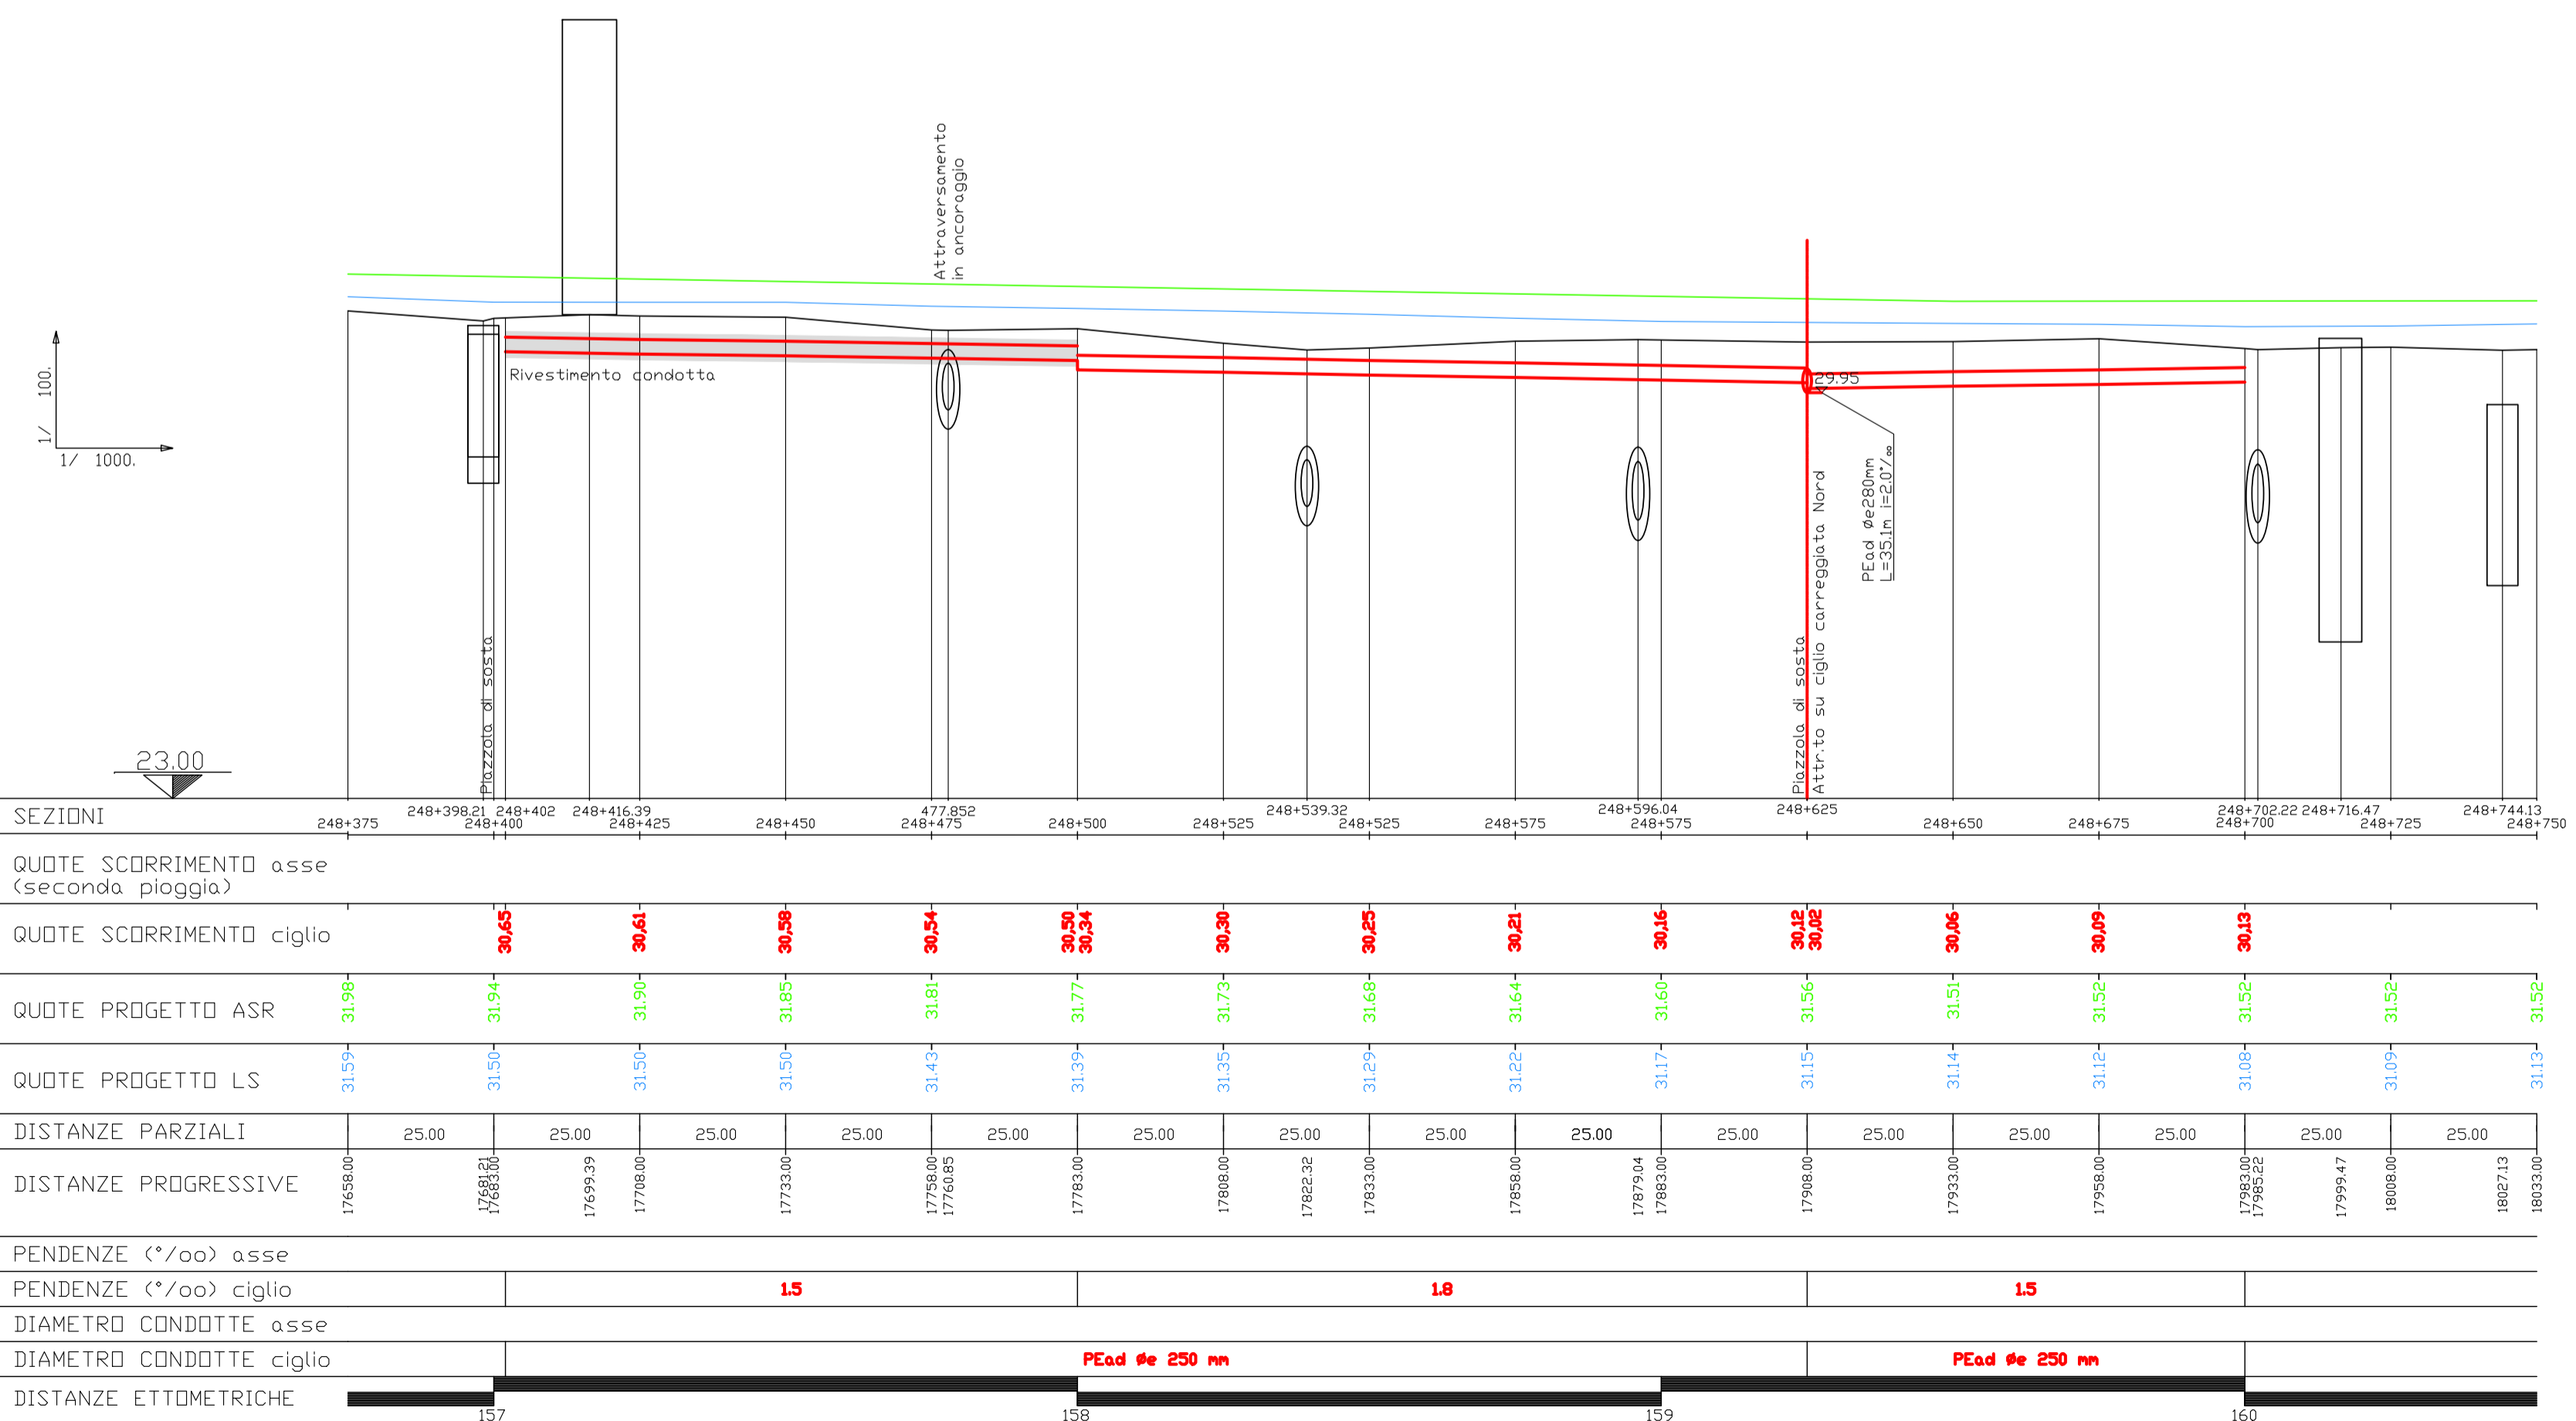 Attraversamento
in ancoraggio
1/ 100.
1/ 1000.
Rivestimento condotta
29.95
PEad Øe280mm
L=35.1m i=2.0°/oo
Piazzola di sosta
Piazzola di sosta
Attr.to su ciglio carreggiata Nord
23.00
SEZIONI
248+398.21 248+402 248+416.39 477.852 248+539.32 248+596.04 248+625 248+702.22 248+716.47 248+744.13
248+375 248+400 248+425 248+450 248+475 248+500 248+525 248+525 248+575 248+575 248+650 248+675 248+700 248+725 248+750
QUOTE SCORRIMENTO asse
(seconda pioggia)
QUOTE SCORRIMENTO ciglio
30,65 30,61 30,58 30,54 30,50 30,34 30,30 30,25 30,21 30,16 30,12 30,02 30,06 30,09 30,13
QUOTE PROGETTO ASR
31.98 31.94 31.90 31.85 31.81 31.77 31.73 31.68 31.64 31.60 31.56 31.51 31.52 31.52 31.52 31.52
QUOTE PROGETTO LS
31.59 31.50 31.50 31.50 31.43 31.39 31.35 31.29 31.22 31.17 31.15 31.14 31.12 31.08 31.09 31.13
DISTANZE PARZIALI
25.00 25.00 25.00 25.00 25.00 25.00 25.00 25.00 25.00 25.00 25.00 25.00 25.00 25.00 25.00
DISTANZE PROGRESSIVE
17658.00 17681.21 17683.00 17699.39 17708.00 17733.00 17758.00 17760.85 17783.00 17808.00 17822.32 17833.00 17858.00 17879.04 17883.00 17908.00 17933.00 17958.00 17983.00 17985.22 17999.47 18008.00 18027.13 18033.00
PENDENZE (°/oo) asse
PENDENZE (°/oo) ciglio
1.5 1.8 1.5
DIAMETRO CONDOTTE asse
DIAMETRO CONDOTTE ciglio
PEad Øe 250 mm PEad Øe 250 mm
DISTANZE ETTOMETRICHE
157 158 159 160